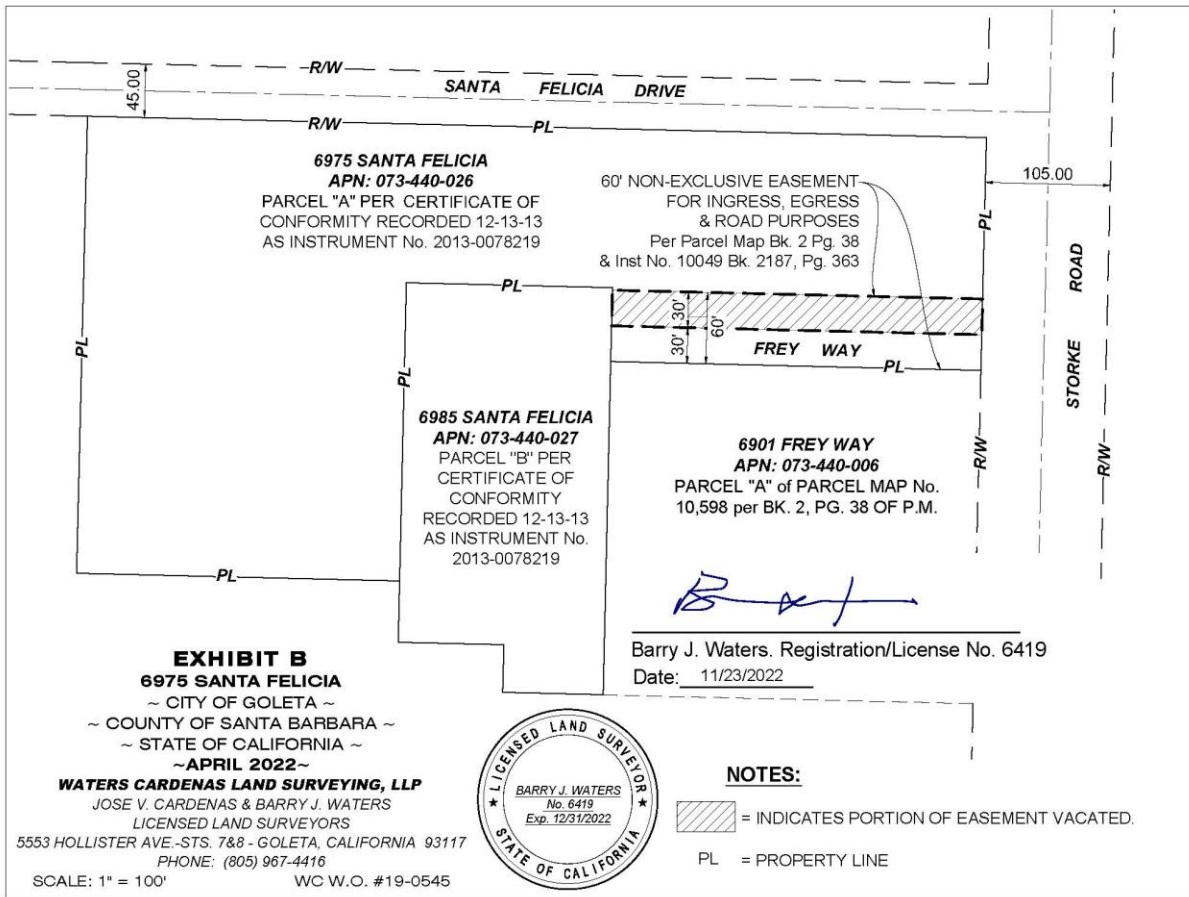 R/W
SANTA FELICIA DRIVE
45.00
R/W
PL
6975 SANTA FELICIA
APN: 073-440-026
PARCEL "A" PER CERTIFICATE OF
CONFORMITY RECORDED 12-13-13
AS INSTRUMENT No. 2013-0078219
60' NON-EXCLUSIVE EASEMENT
FOR INGRESS, EGRESS
& ROAD PURPOSES
Per Parcel Map Bk. 2 Pg. 38
& Inst No. 10049 Bk. 2187, Pg. 363
105.00
PL
STORKE ROAD
PL
30'
60'
30'
FREY WAY
PL
PL
PL
6985 SANTA FELICIA
APN: 073-440-027
PARCEL "B" PER
CERTIFICATE OF
CONFORMITY
RECORDED 12-13-13
AS INSTRUMENT No.
2013-0078219
6901 FREY WAY
APN: 073-440-006
PARCEL "A" of PARCEL MAP No.
10,598 per BK. 2, PG. 38 OF P.M.
R/W
R/W
PL
Barry J. Waters. Registration/License No. 6419
Date: 11/23/2022
EXHIBIT B
6975 SANTA FELICIA
~ CITY OF GOLETA ~
~ COUNTY OF SANTA BARBARA ~
~ STATE OF CALIFORNIA ~
~APRIL 2022~
WATERS CARDENAS LAND SURVEYING, LLP
JOSE V. CARDENAS & BARRY J. WATERS
LICENSED LAND SURVEYORS
5553 HOLLISTER AVE.-STS. 7&8 - GOLETA, CALIFORNIA 93117
PHONE: (805) 967-4416
SCALE: 1" = 100' WC W.O. #19-0545
LICENSED LAND SURVEYOR
BARRY J. WATERS
No. 6419
Exp. 12/31/2022
STATE OF CALIFORNIA
NOTES:
= INDICATES PORTION OF EASEMENT VACATED.
PL = PROPERTY LINE